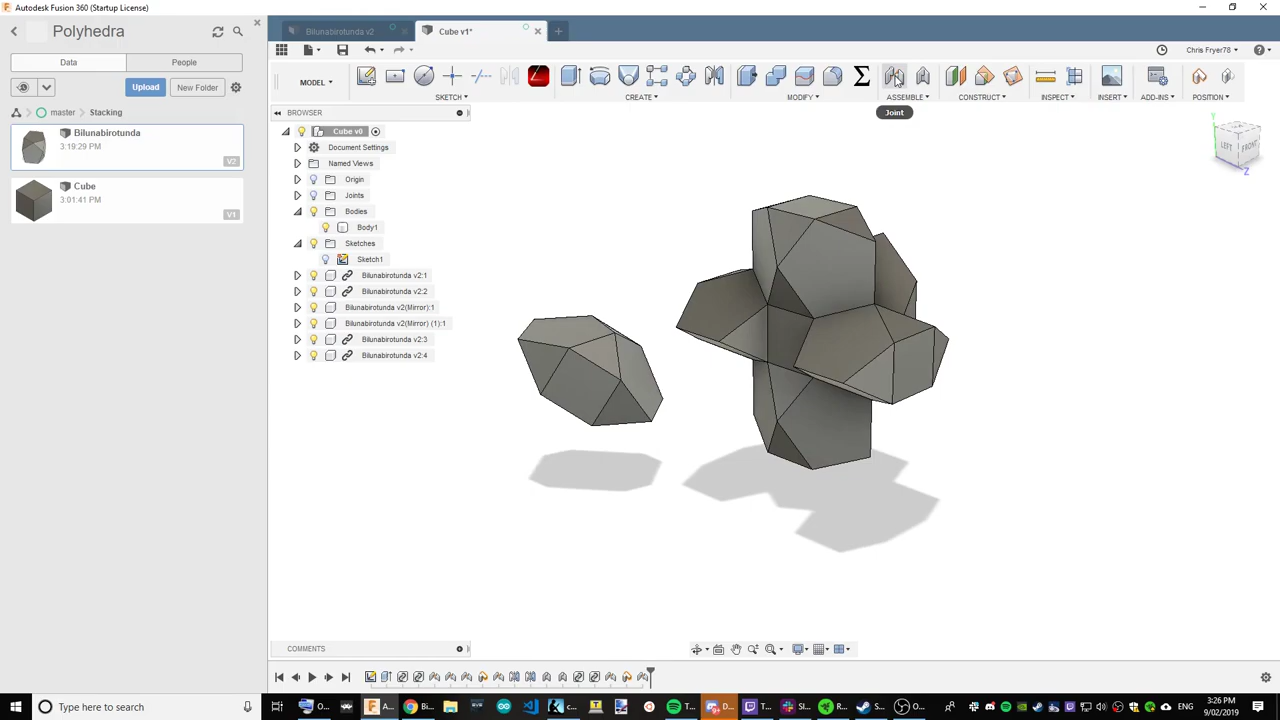 Autodesk Fusion 360 (Startup License)
Polyhedra
Data
People
Upload
New Folder
master
Stacking
Bilunabirotunda
3:19:29 PM
V2
Cube
3:01:41 PM
V1
Bilunabirotunda v2
Cube v1*
Chris Fryer78
MODEL
SKETCH
CREATE
MODIFY
ASSEMBLE
CONSTRUCT
INSPECT
INSERT
ADD-INS
POSITION
Joint
BROWSER
Cube v0
Document Settings
Named Views
Origin
Joints
Bodies
Body1
Sketches
Sketch1
Bilunabirotunda v2:1
Bilunabirotunda v2:2
Bilunabirotunda v2(Mirror):1
Bilunabirotunda v2(Mirror) (1):1
Bilunabirotunda v2:3
Bilunabirotunda v2:4
Y
LEFT
FRONT
Z
COMMENTS
Type here to search
O...
A...
Bi...
C...
T...
D...
T...
Sl...
R...
S...
O...
3:26 PM
9/02/2019